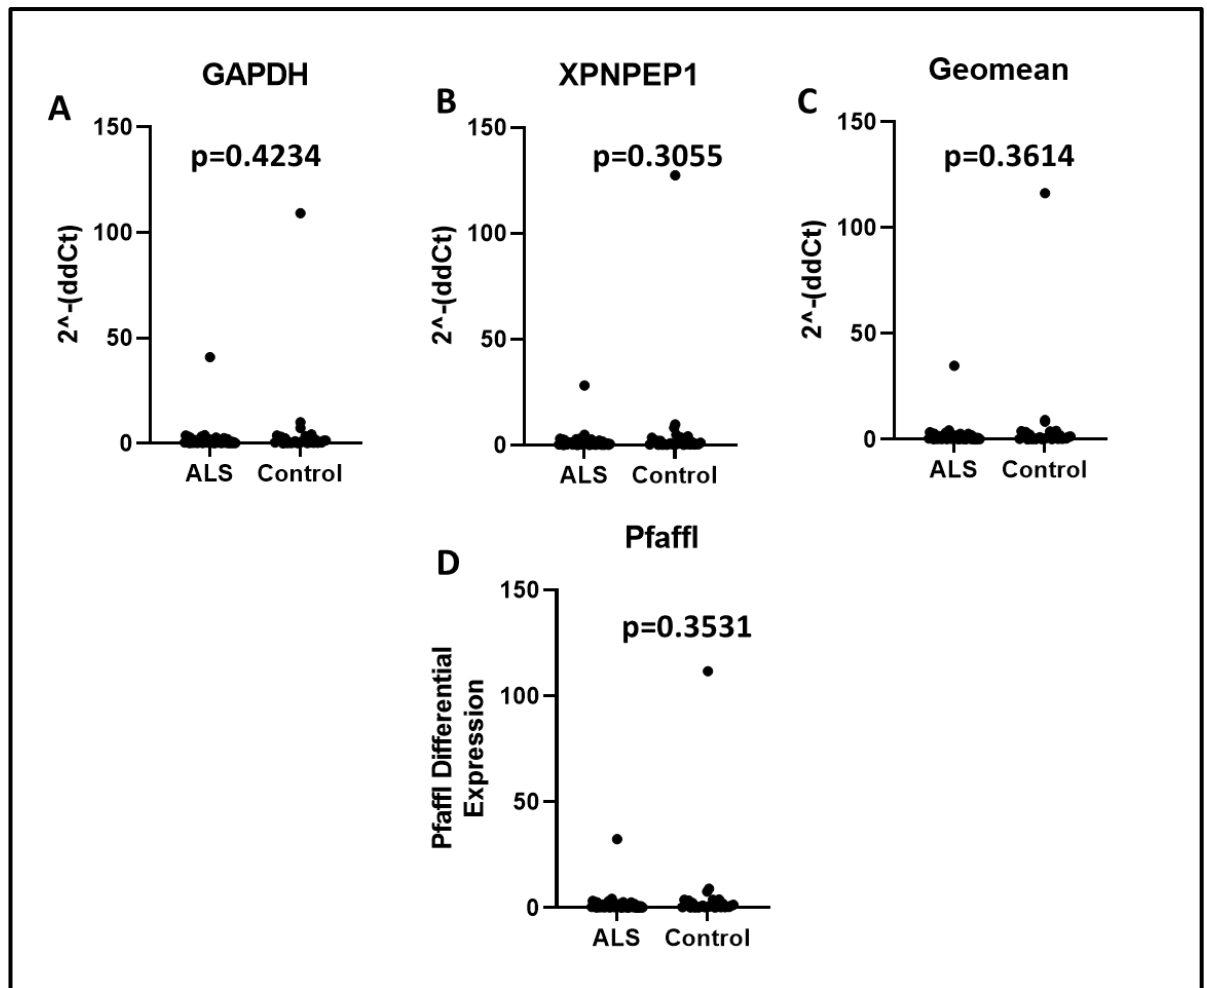 GAPDH
A
150
p=0.4234
100
2^-(ddCt)
50
0
ALS Control
XPNPEP1
B
150
p=0.3055
100
2^-(ddCt)
50
0
ALS Control
Geomean
C
150
p=0.3614
100
2^-(ddCt)
50
0
ALS Control
Pfaffl
D
150
p=0.3531
100
Pfaffl Differential
Expression
50
0
ALS Control